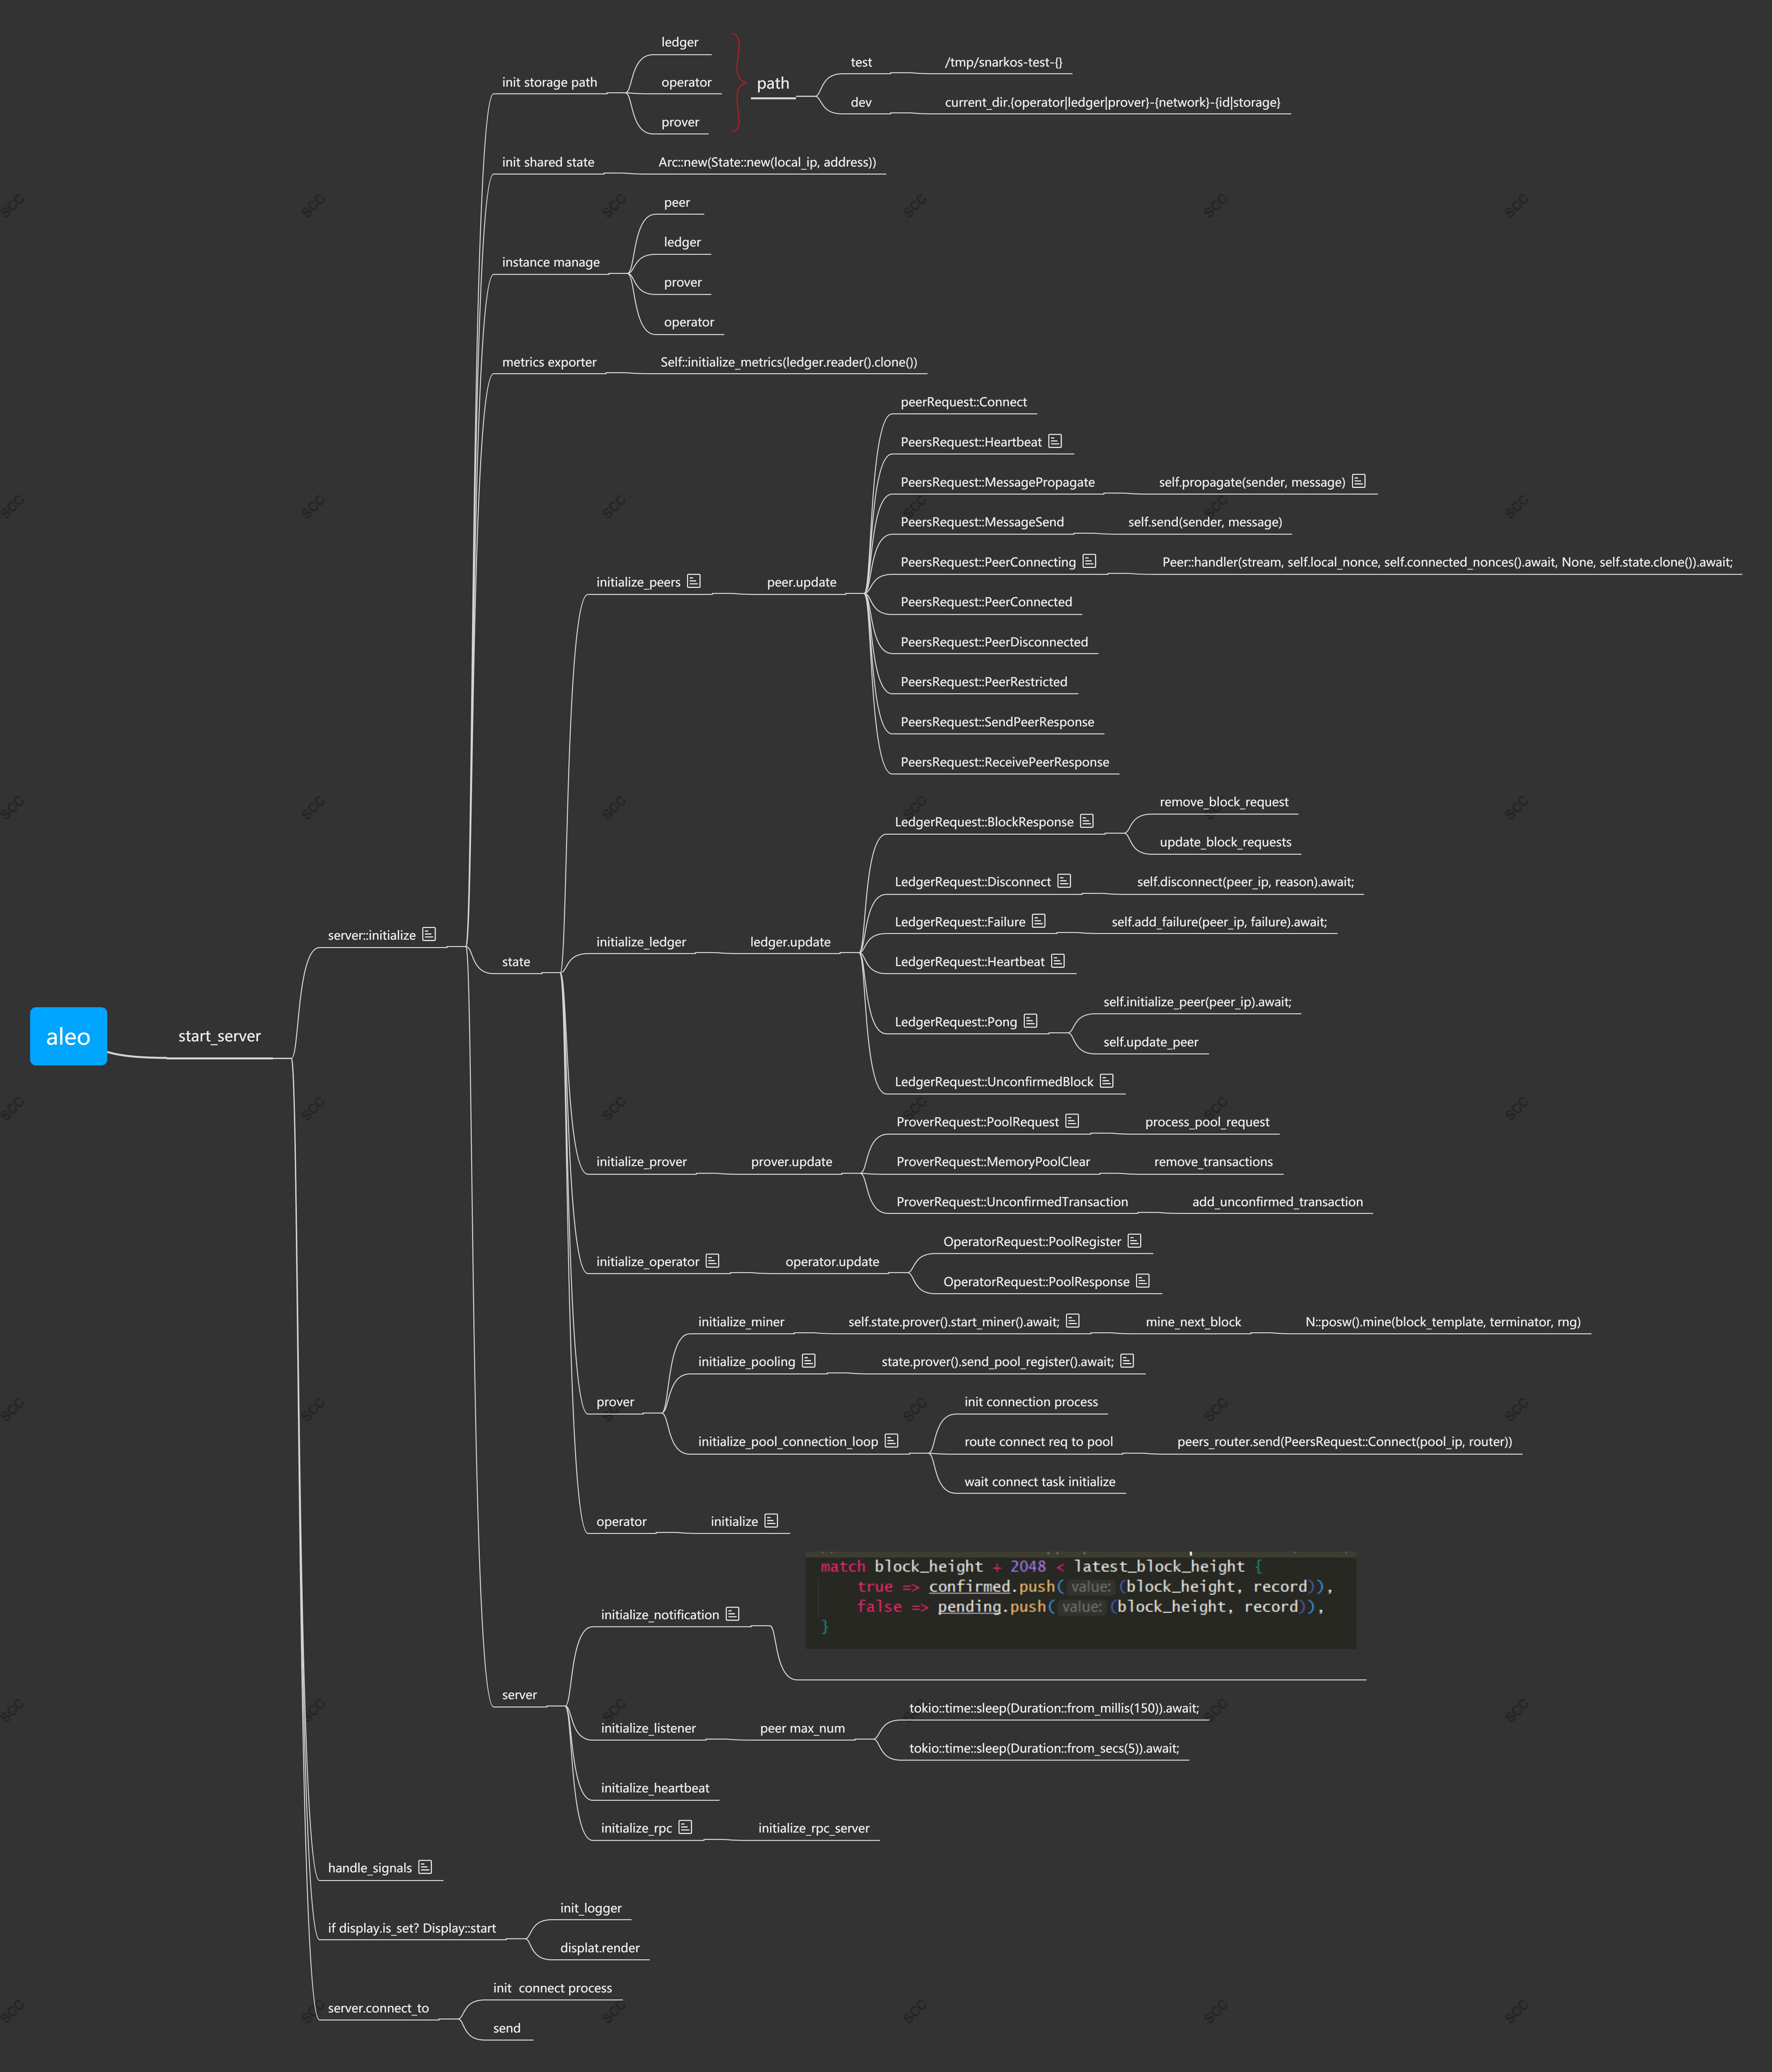 aleo
start_server
server::initialize
init storage path
ledger
operator
prover
path
test
/tmp/snarkos-test-{}
dev
current_dir.{operator|ledger|prover}-{network}-{id|storage}
init shared state
Arc::new(State::new(local_ip, address))
instance manage
peer
ledger
prover
operator
metrics exporter
Self::initialize_metrics(ledger.reader().clone())
state
initialize_peers
peer.update
peerRequest::Connect
PeersRequest::Heartbeat
PeersRequest::MessagePropagate
self.propagate(sender, message)
PeersRequest::MessageSend
self.send(sender, message)
PeersRequest::PeerConnecting
Peer::handler(stream, self.local_nonce, self.connected_nonces().await, None, self.state.clone()).await;
PeersRequest::PeerConnected
PeersRequest::PeerDisconnected
PeersRequest::PeerRestricted
PeersRequest::SendPeerResponse
PeersRequest::ReceivePeerResponse
initialize_ledger
ledger.update
LedgerRequest::BlockResponse
remove_block_request
update_block_requests
LedgerRequest::Disconnect
self.disconnect(peer_ip, reason).await;
LedgerRequest::Failure
self.add_failure(peer_ip, failure).await;
LedgerRequest::Heartbeat
LedgerRequest::Pong
self.initialize_peer(peer_ip).await;
self.update_peer
LedgerRequest::UnconfirmedBlock
initialize_prover
prover.update
ProverRequest::PoolRequest
process_pool_request
ProverRequest::MemoryPoolClear
remove_transactions
ProverRequest::UnconfirmedTransaction
add_unconfirmed_transaction
initialize_operator
operator.update
OperatorRequest::PoolRegister
OperatorRequest::PoolResponse
prover
initialize_miner
self.state.prover().start_miner().await;
mine_next_block
N::posw().mine(block_template, terminator, rng)
initialize_pooling
state.prover().send_pool_register().await;
initialize_pool_connection_loop
init connection process
route connect req to pool
peers_router.send(PeersRequest::Connect(pool_ip, router))
wait connect task initialize
operator
initialize
server
initialize_notification
match block_height + 2048 < latest_block_height {
true => confirmed.push( value: (block_height, record)),
false => pending.push( value: (block_height, record)),
}
initialize_listener
peer max_num
tokio::time::sleep(Duration::from_millis(150)).await;
tokio::time::sleep(Duration::from_secs(5)).await;
initialize_heartbeat
initialize_rpc
initialize_rpc_server
handle_signals
if display.is_set? Display::start
init_logger
displat.render
server.connect_to
init  connect process
send
scc